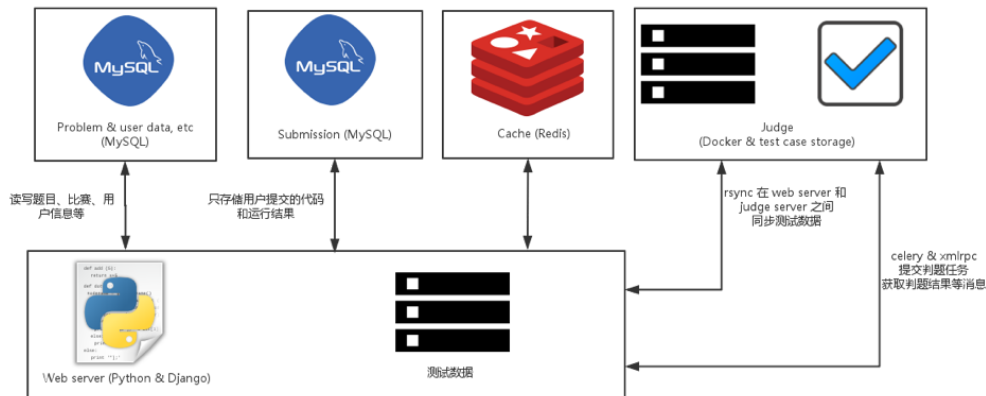 MySQL
Problem & user data, etc
(MySQL)
MySQL
Submission (MySQL)
Cache (Redis)
Judge
(Docker & test case storage)
读写题目、比赛、用
户信息等
只存储用户提交的代码
和运行结果
rsync 在 web server 和
judge server 之间
同步测试数据
celery & xmlrpc
提交判题任务
获取判题结果等消息
Web server (Python & Django)
测试数据